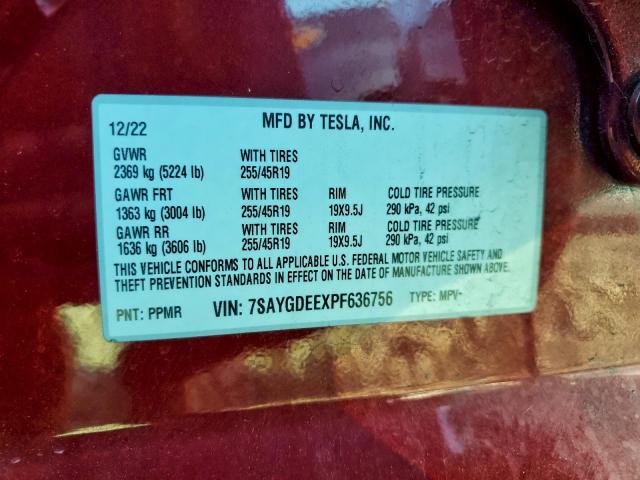 12/22 MFD BY TESLA, INC.
GVWR WITH TIRES
2369 kg (5224 lb) 255/45R19
GAWR FRT WITH TIRES RIM COLD TIRE PRESSURE
1363 kg (3004 lb) 255/45R19 19X9.5J 290 kPa, 42 psi
GAWR RR WITH TIRES RIM COLD TIRE PRESSURE
1636 kg (3606 lb) 255/45R19 19X9.5J 290 kPa, 42 psi
THIS VEHICLE CONFORMS TO ALL APPLICABLE U.S. FEDERAL MOTOR VEHICLE SAFETY AND
THEFT PREVENTION STANDARDS IN EFFECT ON THE DATE OF MANUFACTURE SHOWN ABOVE.
PNT: PPMR VIN: 7SAYGDEEXPF636756 TYPE: MPV-